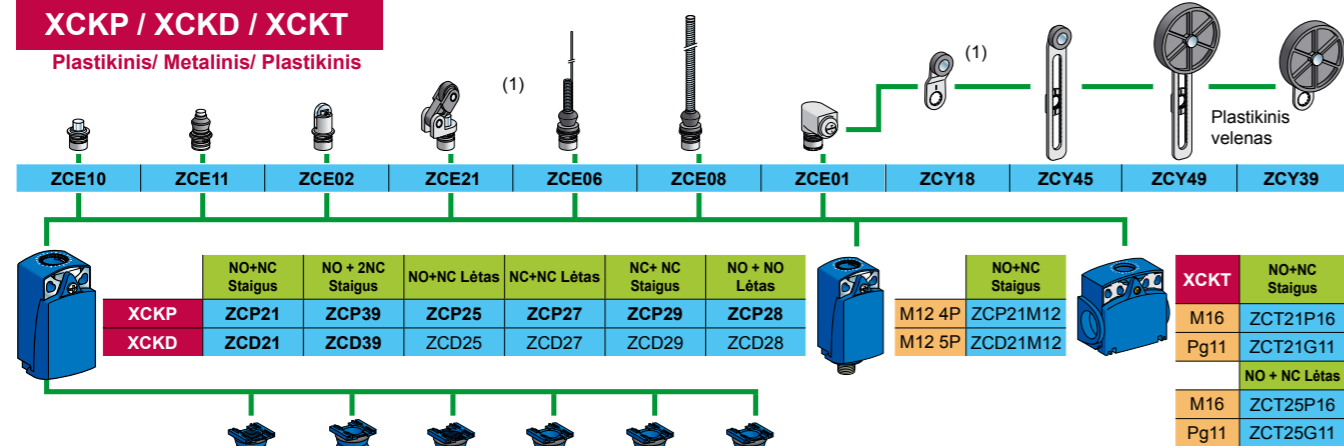 XCKP / XCKD / XCKT
Plastikinis/ Metalinis/ Plastikinis
(1)
(1)
Plastikinis
velenas
ZCE10 ZCE11 ZCE02 ZCE21 ZCE06 ZCE08 ZCE01 ZCY18 ZCY45 ZCY49 ZCY39
NO+NC Staigus NO + 2NC Staigus NO+NC Lėtas NC+NC Lėtas NC+ NC Staigus NO + NO Lėtas
XCKP ZCP21 ZCP39 ZCP25 ZCP27 ZCP29 ZCP28
XCKD ZCD21 ZCD39 ZCD25 ZCD27 ZCD29 ZCD28
NO+NC Staigus
M12 4P ZCP21M12
M12 5P ZCD21M12
XCKT NO+NC Staigus
M16 ZCT21P16
Pg11 ZCT21G11
NO + NC Lėtas
M16 ZCT25P16
Pg11 ZCT25G11